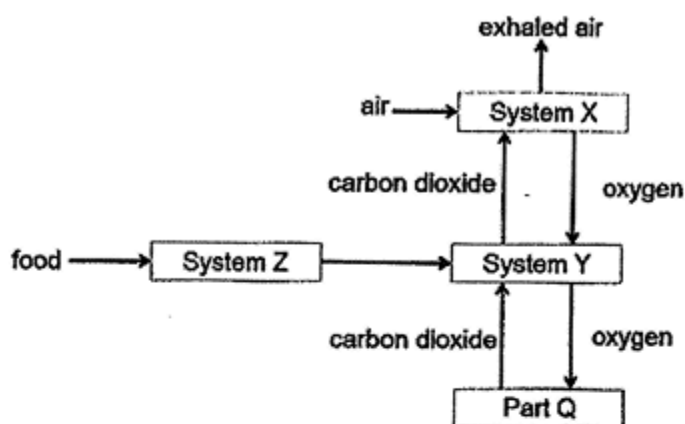 exhaled air
air
System X
carbon dioxide
oxygen
food
System Z
System Y
carbon dioxide
oxygen
Part Q